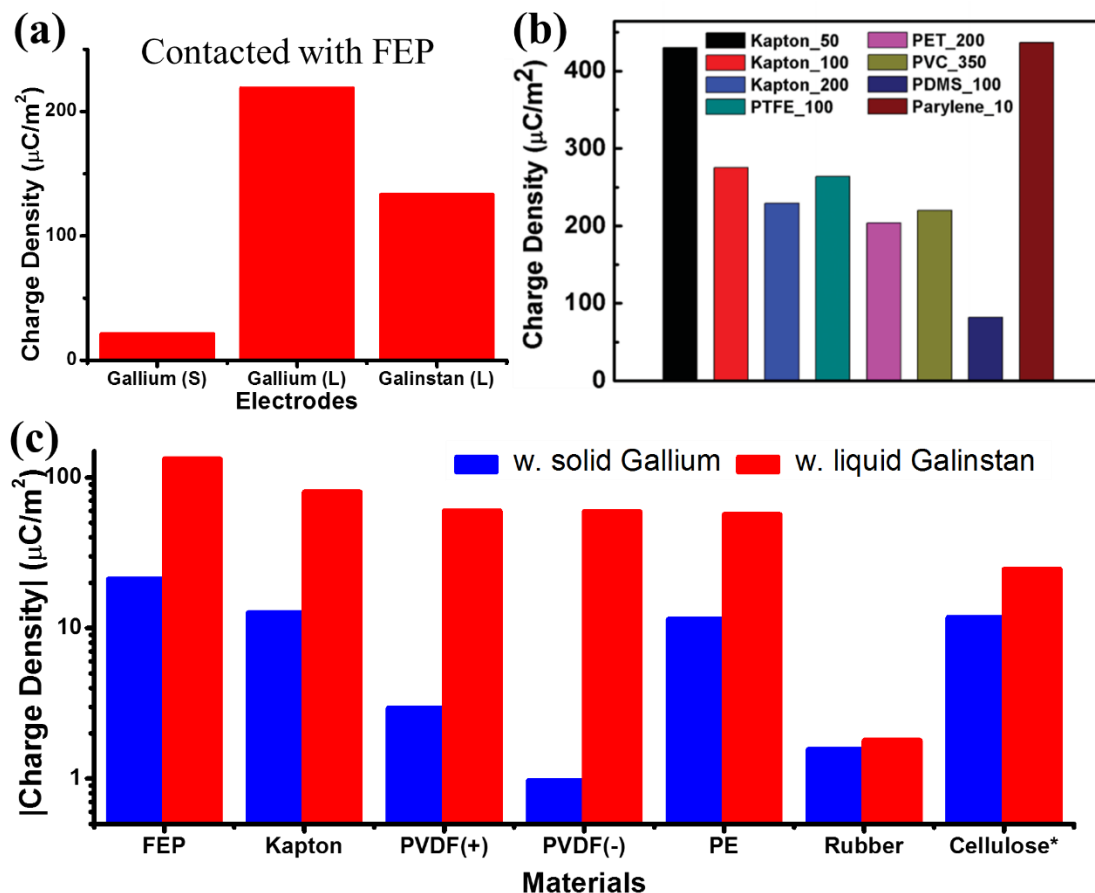 (a)
Contacted with FEP
Charge Density (μC/m²)
200
100
0
Gallium (S) Gallium (L) Galinstan (L)
Electrodes
(b)
Kapton_50 PET_200
Kapton_100 PVC_350
Kapton_200 PDMS_100
PTFE_100 Parylene_10
Charge Density (μC/m²)
400
300
200
100
0
(c)
w. solid Gallium w. liquid Galinstan
|Charge Density| (μC/m²)
100
10
1
FEP Kapton PVDF(+) PVDF(-) PE Rubber Cellulose*
Materials